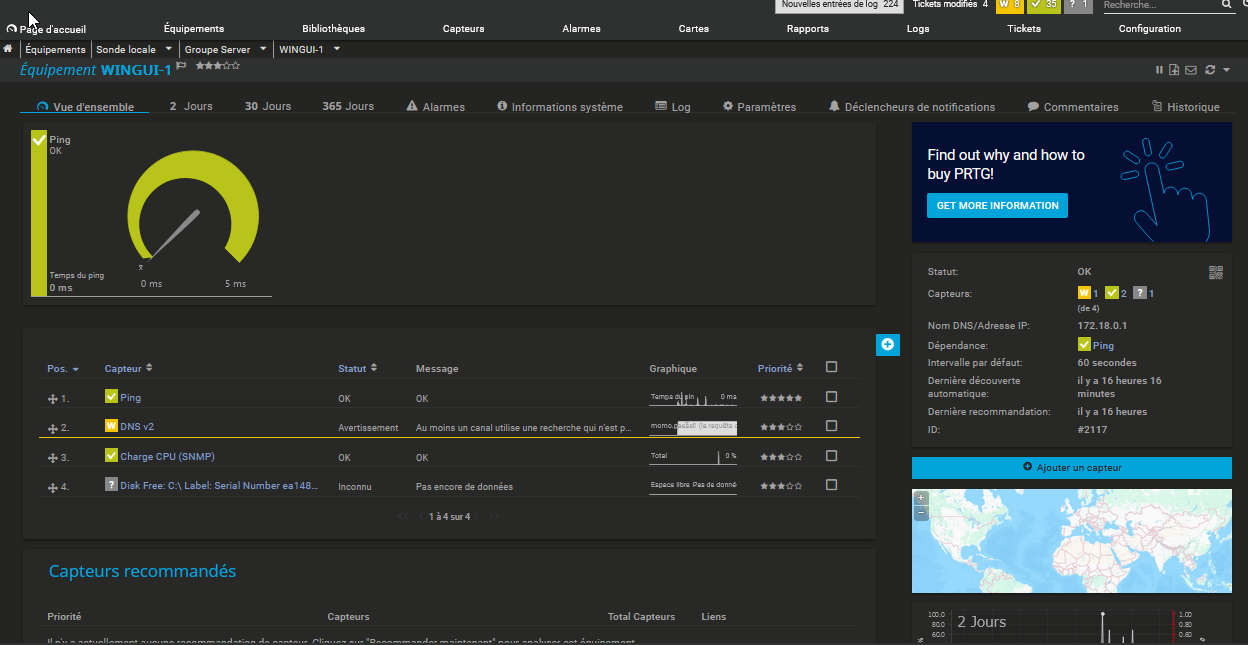 Nouvelles entrées de log 224 Tickets modifiés 4 W 8 35 ? 1 Recherche...
Page d'accueil Équipements Bibliothèques Capteurs Alarmes Cartes Rapports Logs Tickets Configuration
Équipements Sonde locale Groupe Server WINGUI-1
Équipement WINGUI-1
Vue d'ensemble 2 Jours 30 Jours 365 Jours Alarmes Informations système Log Paramètres Déclencheurs de notifications Commentaires Historique
Ping
OK
Temps du ping
0 ms
0 ms 5 ms
Find out why and how to
buy PRTG!
GET MORE INFORMATION
Statut: OK
Capteurs: W 1 2 ? 1
(de 4)
Nom DNS/Adresse IP: 172.18.0.1
Dépendance: Ping
Intervalle par défaut: 60 secondes
Dernière découverte automatique: il y a 16 heures 16 minutes
Dernière recommandation: il y a 16 heures
ID: #2117
Pos. Capteur Statut Message Graphique Priorité
1. Ping OK OK Temps du pin 0 ms
2. W DNS v2 Avertissement Au moins un canal utilise une recherche qui n'est p...
3. Charge CPU (SNMP) OK OK Total 0 %
4. ? Disk Free: C:\ Label: Serial Number ea148... Inconnu Pas encore de données Espace libre Pas de donné
<< < 1 à 4 sur 4 > >>
Ajouter un capteur
+
−
Capteurs recommandés
Priorité Capteurs Total Capteurs Liens
Il n'y a actuellement aucune recommandation de capteur. Cliquez sur "Recommander maintenant" pour analyser cet équipement
2 Jours
100.0 1.00
80.0 0.80
60.0 0.60